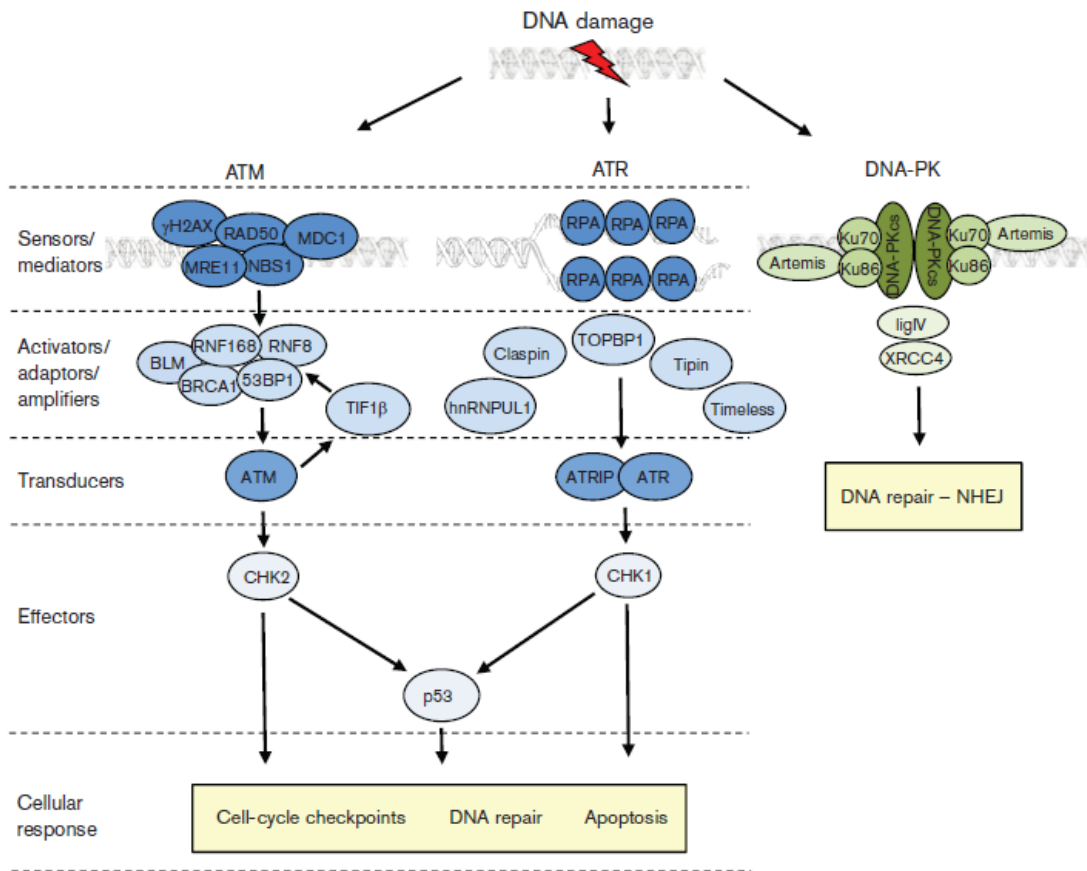 DNA damage
ATM
ATR
DNA-PK
Sensors/
mediators
γH2AX
RAD50
MDC1
MRE11
NBS1
RPA
RPA
RPA
RPA
RPA
RPA
Artemis
Ku70
Ku86
DNA-PKcs
DNA-PKcs
Ku70
Ku86
Artemis
ligIV
XRCC4
DNA repair – NHEJ
Activators/
adaptors/
amplifiers
BLM
RNF168
RNF8
BRCA1
53BP1
TIF1β
hnRNPUL1
Claspin
TOPBP1
Tipin
Timeless
Transducers
ATM
ATRIP
ATR
Effectors
CHK2
CHK1
p53
Cellular
response
Cell-cycle checkpoints
DNA repair
Apoptosis